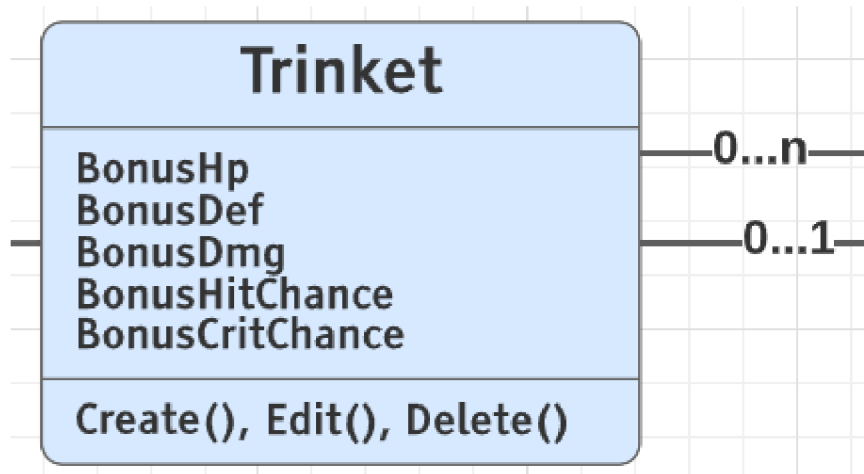 Trinket
BonusHp
0...n
BonusDef
BonusDmg
0...1
BonusHitChance
BonusCritChance
Create(), Edit(), Delete()